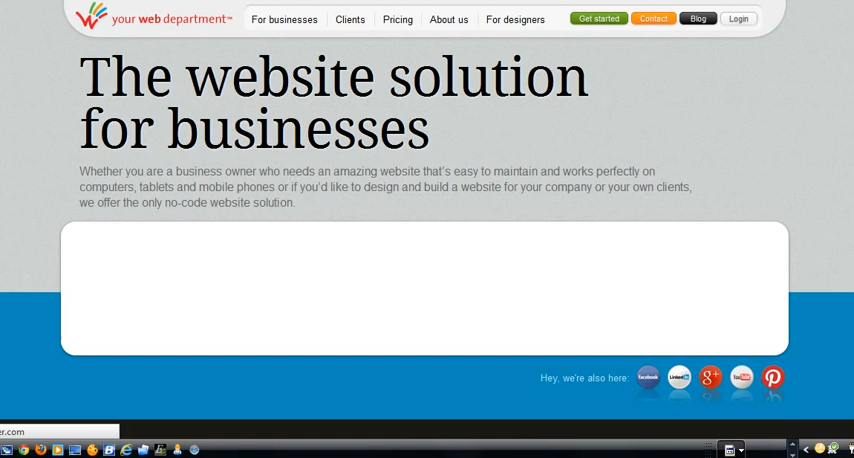 your web department™
For businesses
Clients
Pricing
About us
For designers
Get started
Contact
Blog
Login
The website solution
for businesses
Whether you are a business owner who needs an amazing website that's easy to maintain and works perfectly on
computers, tablets and mobile phones or if you'd like to design and build a website for your company or your own clients,
we offer the only no-code website solution.
Hey, we're also here:
facebook
LinkedIn
g+
YouTube
er.com